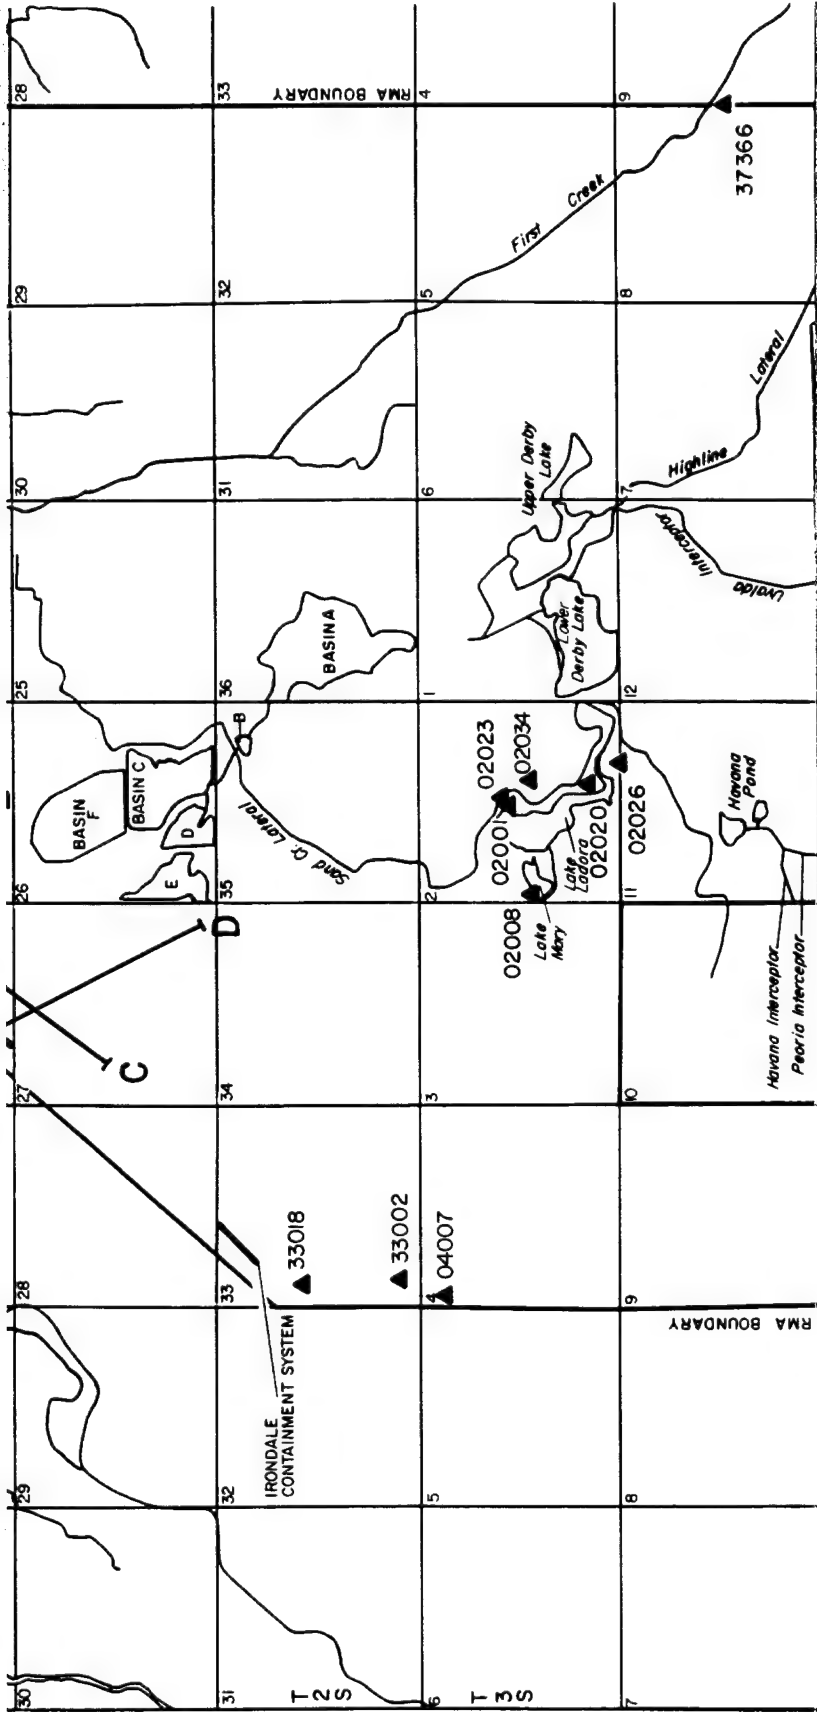 28
33
4
9
RMA BOUNDARY
37366
First Creek
29
32
5
8
Highline Lateral
30
31
6
7
Upper Derby
Lake
Uvalda Interceptor
BASIN A
Lower
Derby Lake
25
36
1
12
BASIN
F
BASIN C
B
D
E
Sand Cr. Lateral
02023
02034
02001
02020
02026
Lake
Ladora
Havana
Pond
02008
Lake
Mary
26
35
2
11
D
C
Havana Interceptor
Peoria Interceptor
27
34
3
10
33018
33002
04007
28
33
4
9
RMA BOUNDARY
IRONDALE
CONTAINMENT SYSTEM
29
32
5
8
30
31
6
7
T
2
S
T
3
S